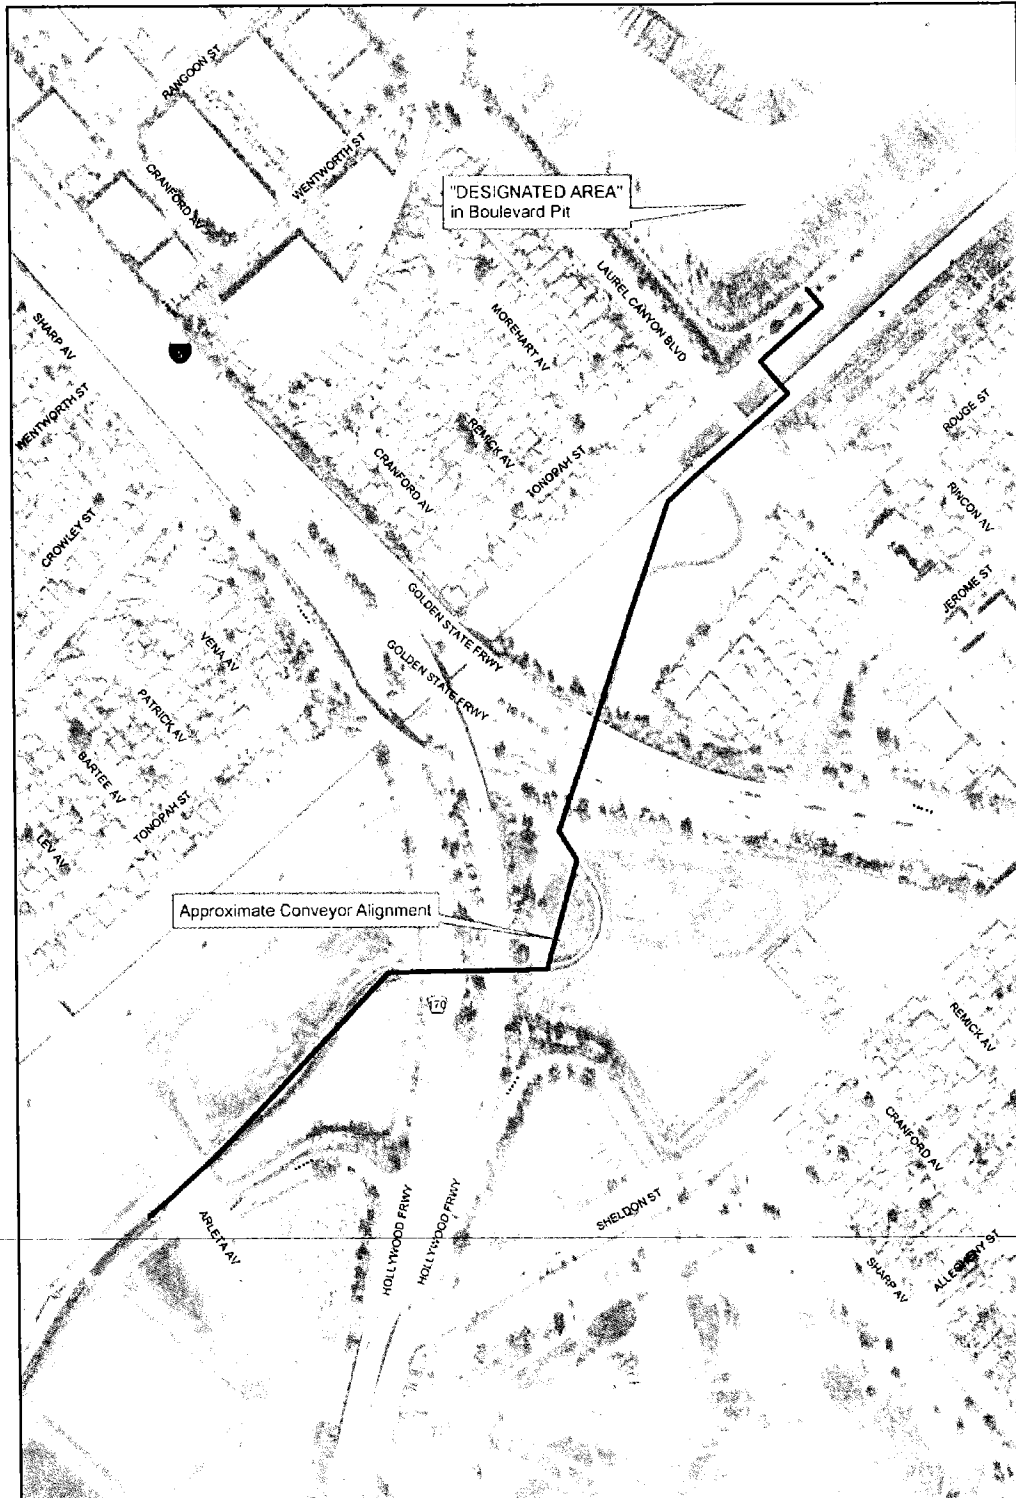 RANGOON ST
WENTWORTH ST
CRANFORD AV
"DESIGNATED AREA"
in Boulevard Pit
LAUREL CANYON BLVD
MOREHART AV
SHARP AV
WENTWORTH ST
REMICK AV
ROUGE ST
CRANFORD AV
TONOPAH ST
RINCON AV
CROWLEY ST
JEROME ST
GOLDEN STATE FRWY
GOLDEN STATE FRWY
VENA AV
PATRICK AV
BARTEE AV
TONOPAH ST
LEV AV
Approximate Conveyor Alignment
170
REMICK AV
CRANFORD AV
SHELDON ST
ARLETA AV
HOLLYWOOD FRWY
HOLLYWOOD FRWY
SHARP AV
ALLEGHENY ST